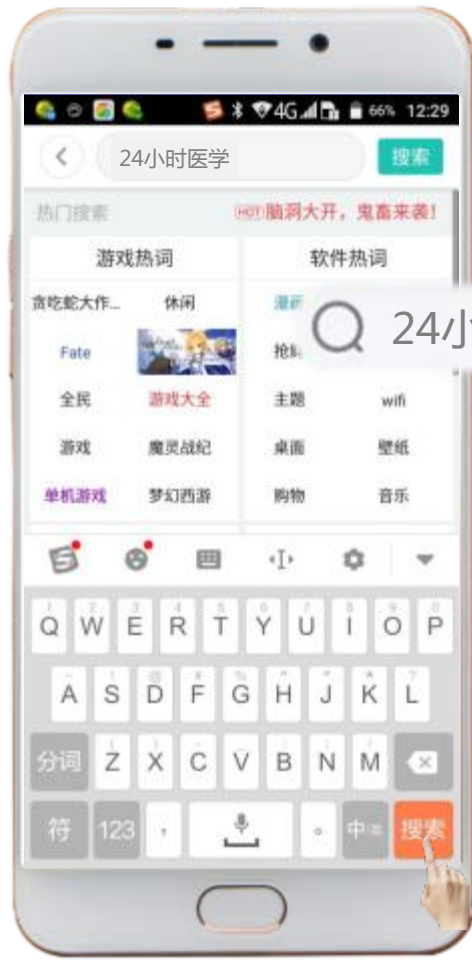 4G 66% 12:29
24小时医学 搜索
热门搜索 HOT 脑洞大开，鬼畜来袭！
游戏热词 软件热词
贪吃蛇大作... 休闲
24小
Fate
全民 游戏大全 主题 wifi
游戏 魔灵战纪 桌面 壁纸
单机游戏 梦幻西游 购物 音乐
Q W E R T Y U I O P
A S D F G H J K L
分词 Z X C V B N M
符 123 ， 。 中 搜索